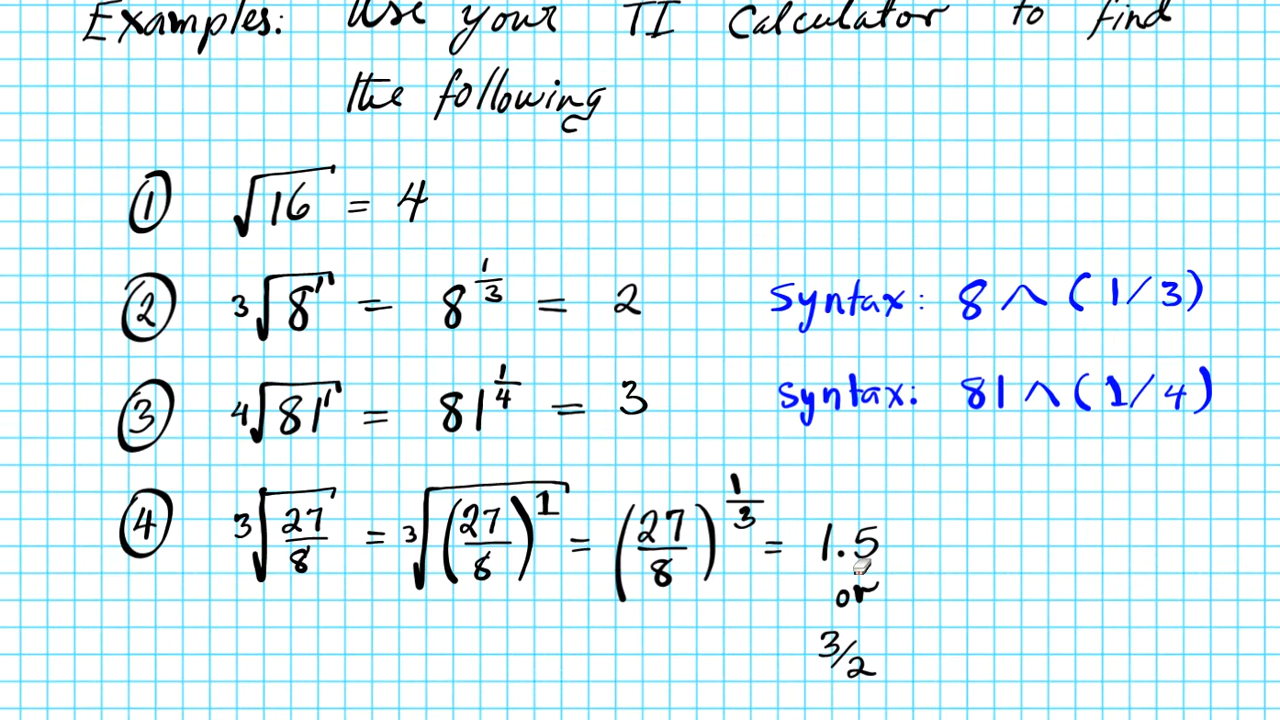 Examples: Use your TI Calculator to find
the following
① √16 = 4
② ³√8¹ = 8^(1/3) = 2 Syntax: 8 ^ (1/3)
③ ⁴√81¹ = 81^(1/4) = 3 Syntax: 81 ^ (1/4)
④ ³√(27/8) = ³√((27/8)¹) = (27/8)^(1/3) = 1.5
or
3/2